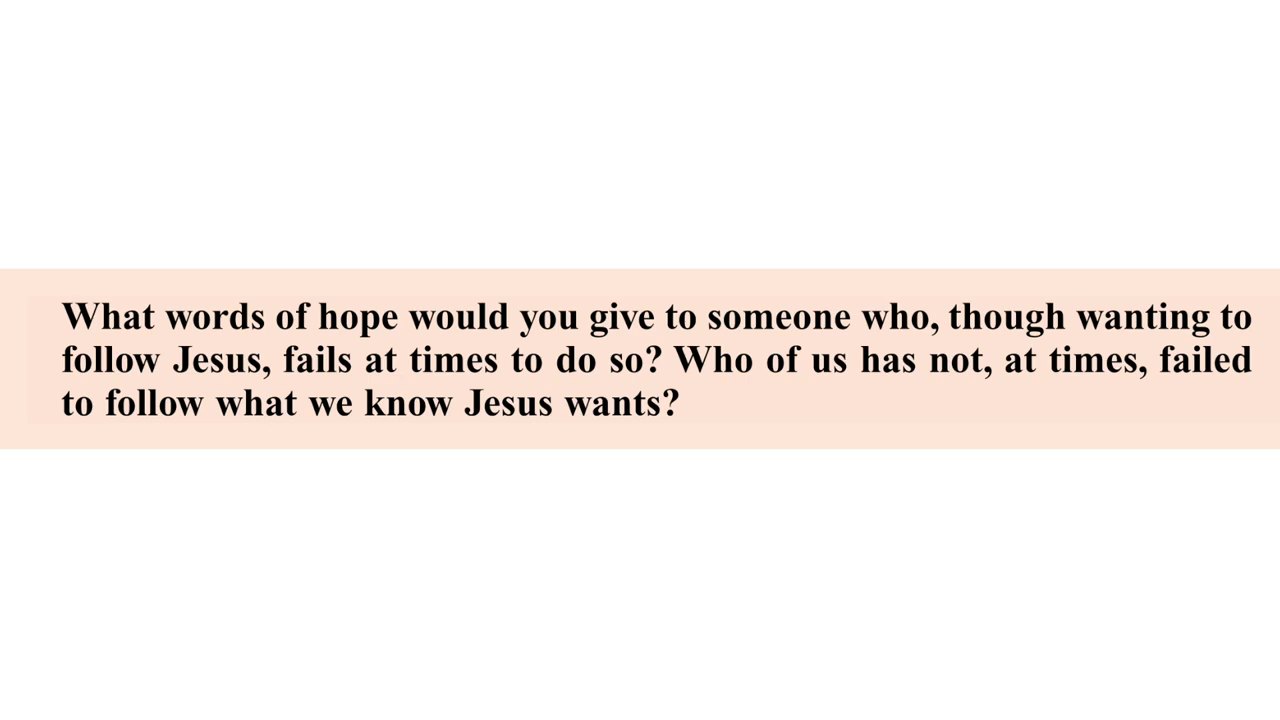 What words of hope would you give to someone who, though wanting to
follow Jesus, fails at times to do so? Who of us has not, at times, failed
to follow what we know Jesus wants?